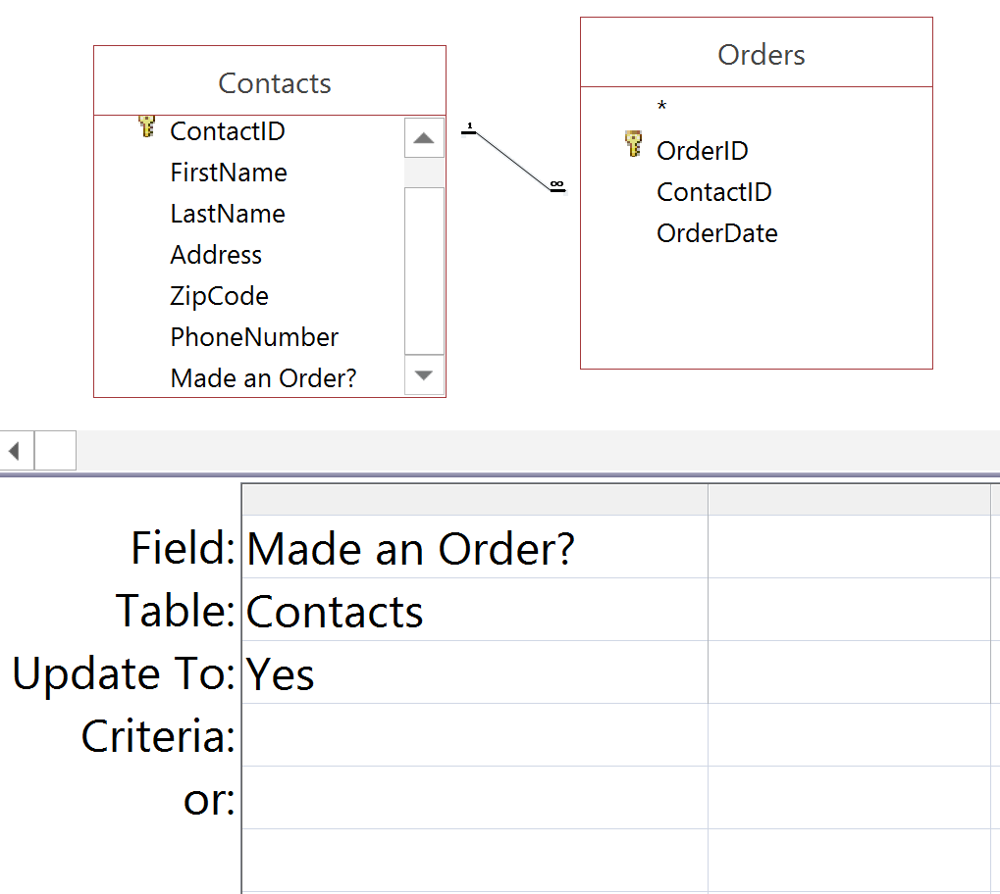 Contacts
ContactID
FirstName
LastName
Address
ZipCode
PhoneNumber
Made an Order?
1
∞
Orders
*
OrderID
ContactID
OrderDate
Field: Made an Order?
Table: Contacts
Update To: Yes
Criteria:
or: